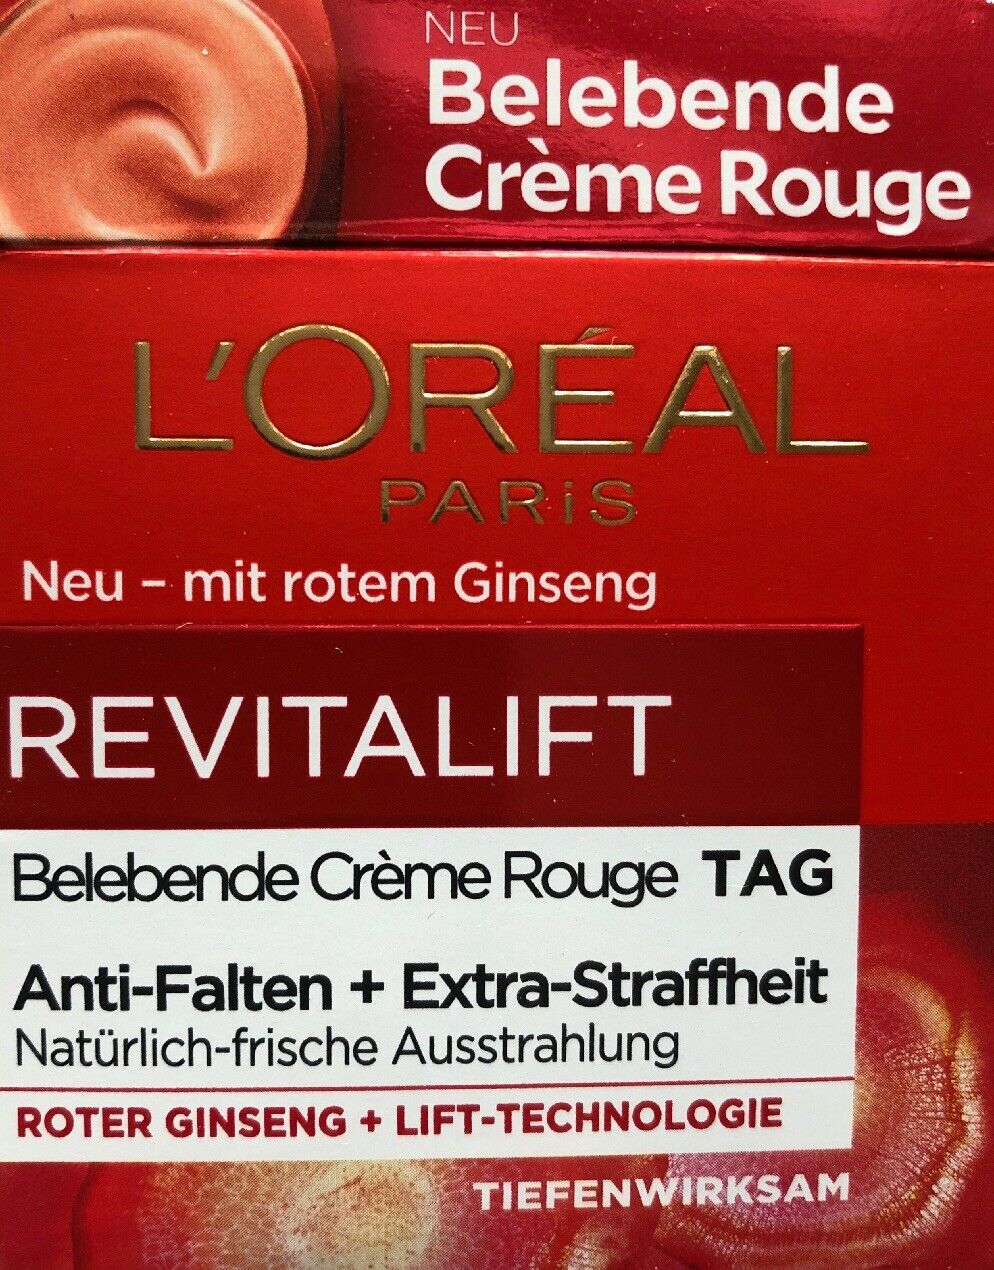 NEU
Belebende
Crème Rouge
L'ORÉAL
PARiS
Neu – mit rotem Ginseng
REVITALIFT
Belebende Crème Rouge TAG
Anti-Falten + Extra-Straffheit
Natürlich-frische Ausstrahlung
ROTER GINSENG + LIFT-TECHNOLOGIE
TIEFENWIRKSAM